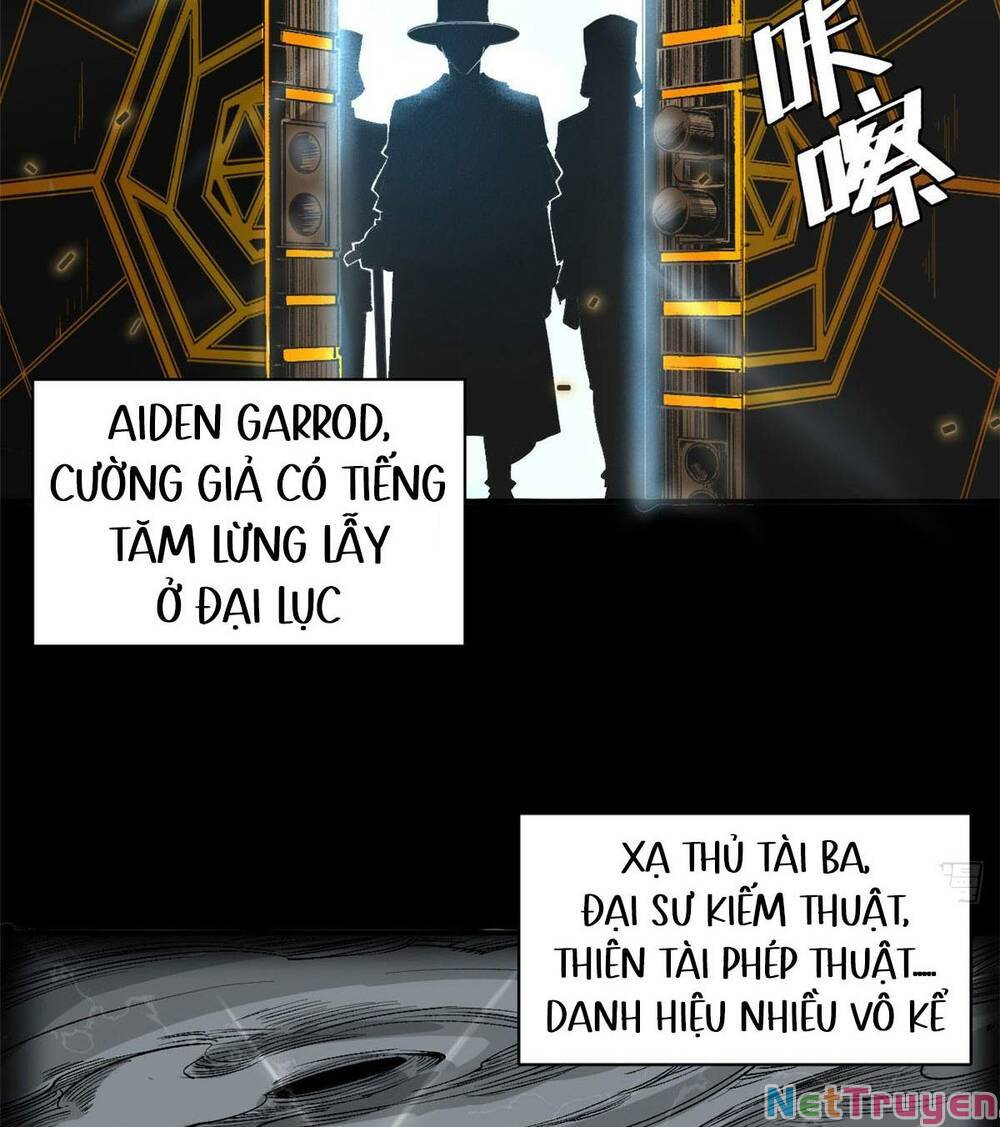 咔嚓
AIDEN GARROD,
CƯỜNG GIẢ CÓ TIẾNG
TĂM LỪNG LẪY
Ở ĐẠI LỤC
XẠ THỦ TÀI BA,
ĐẠI SƯ KIẾM THUẬT,
THIÊN TÀI PHÉP THUẬT.....
DANH HIỆU NHIỀU VÔ KỂ
NetTruyen